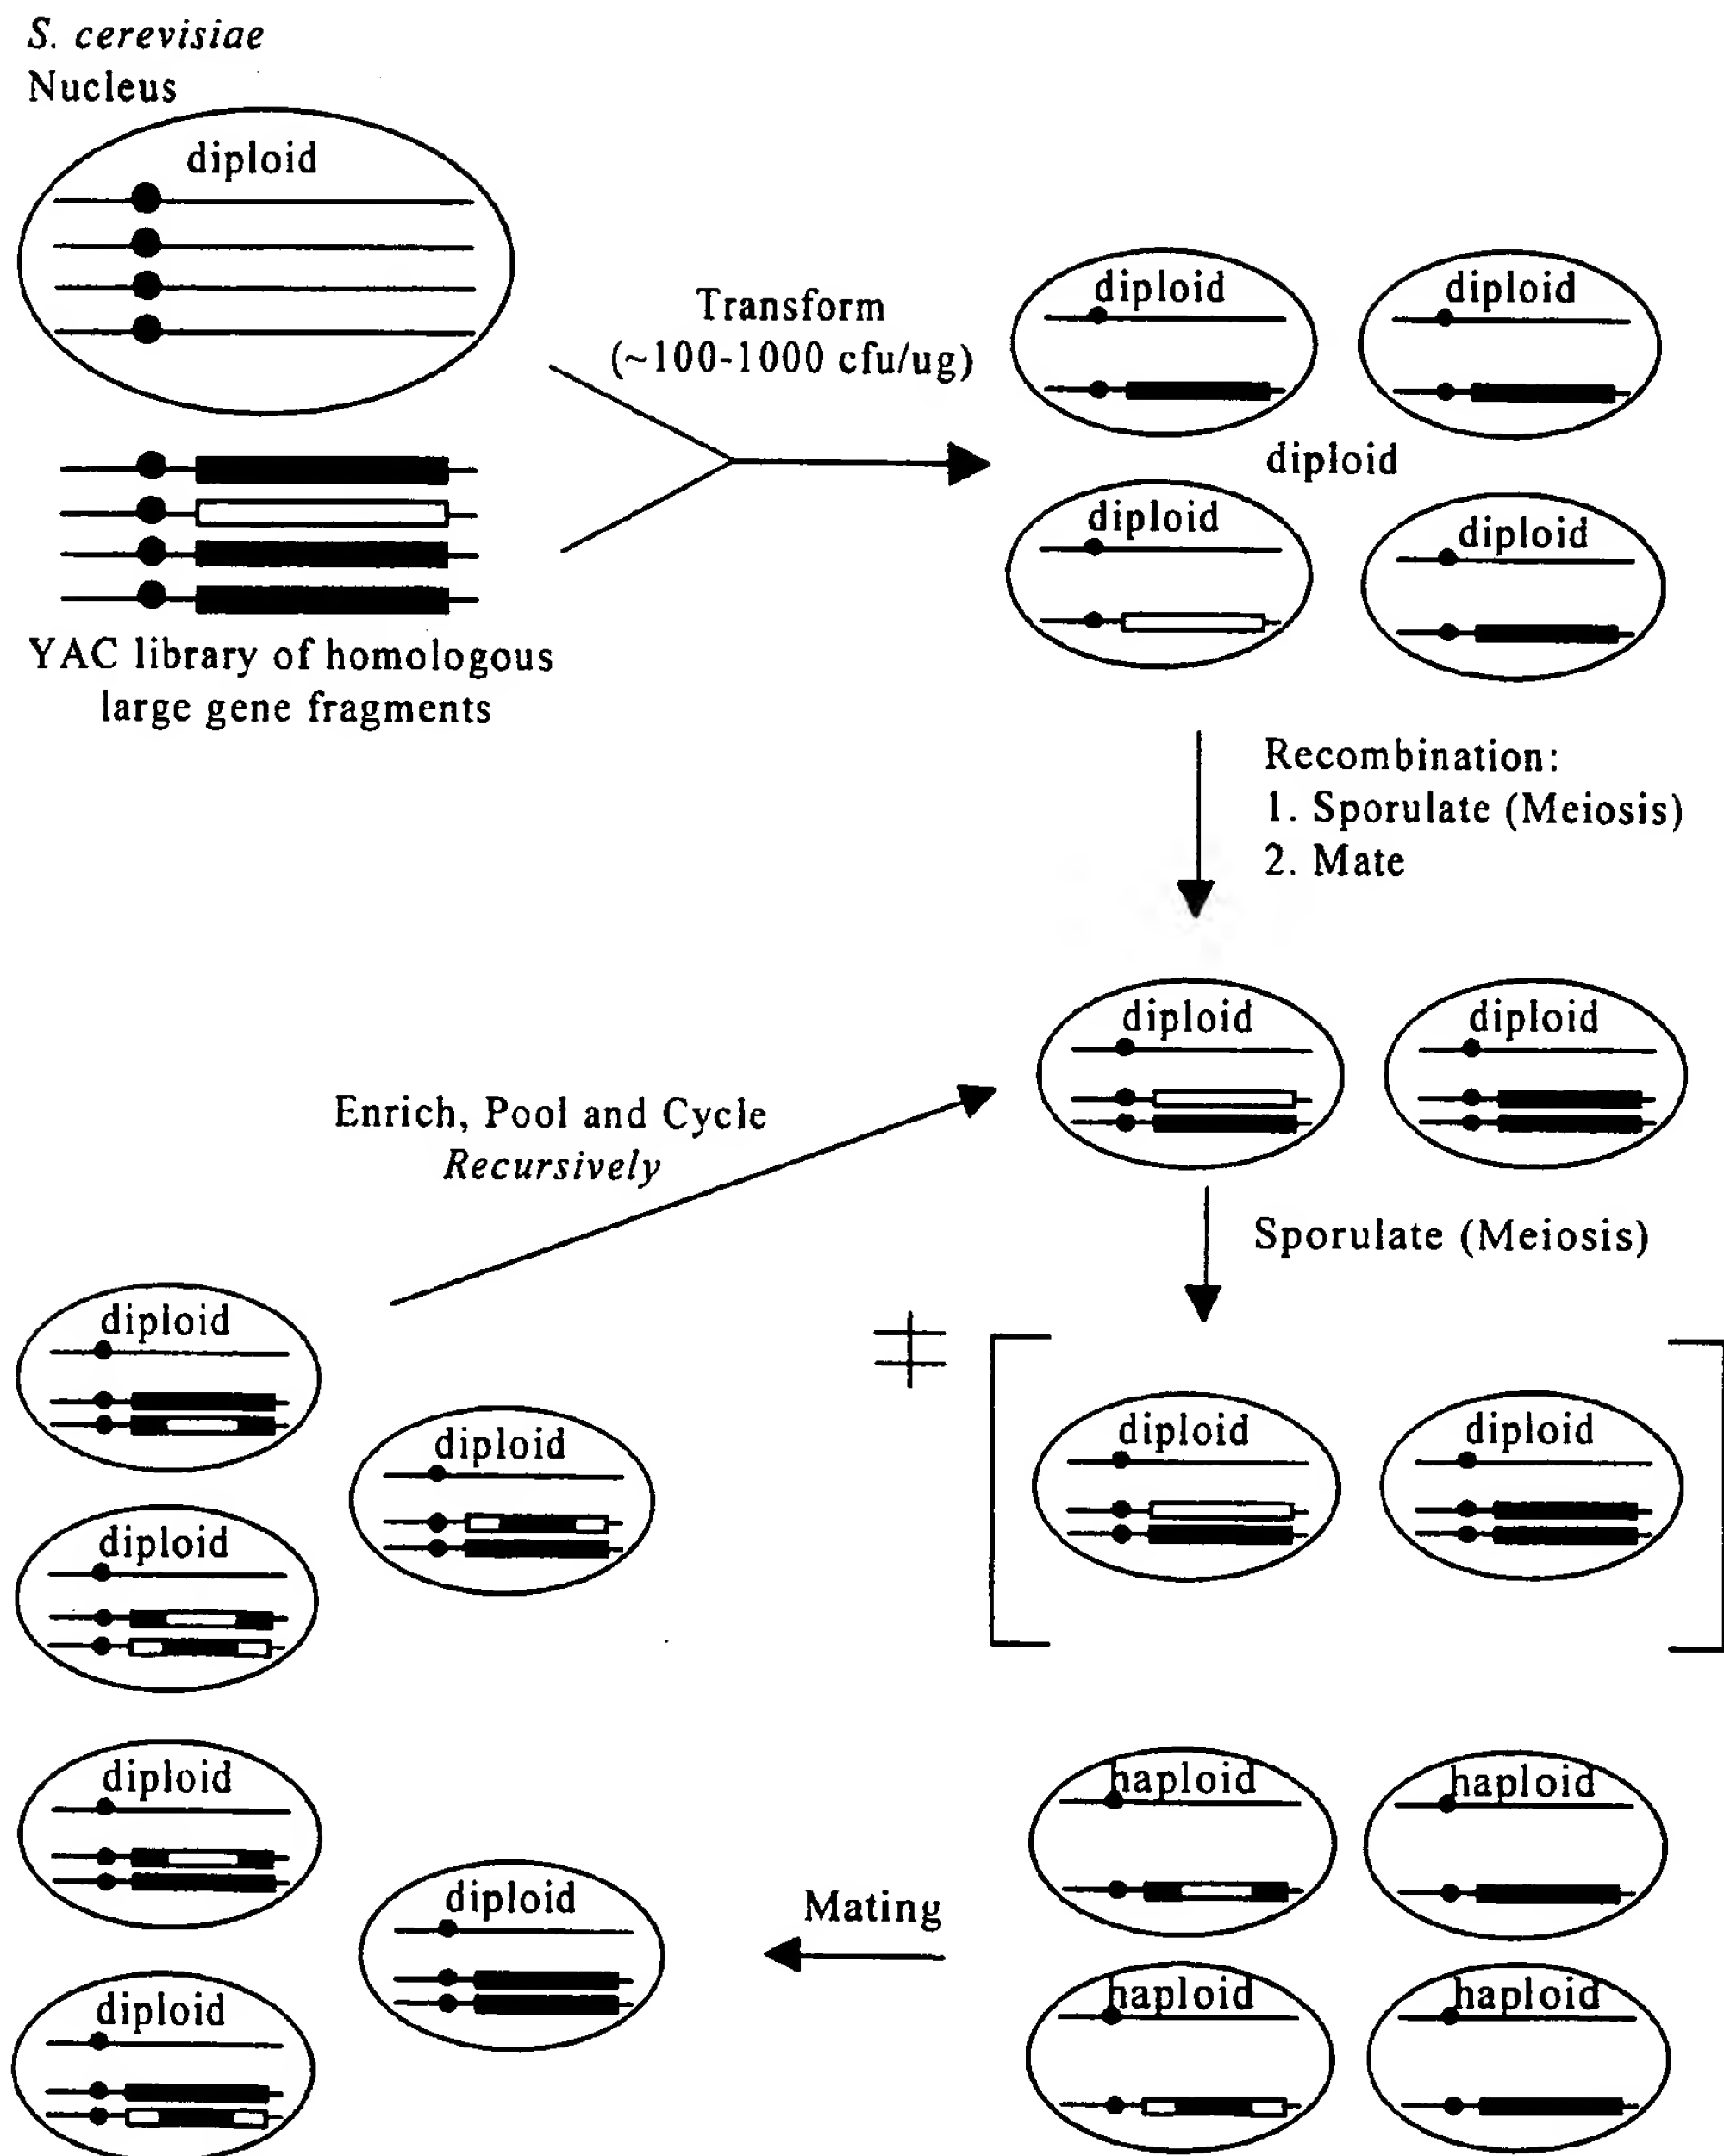 S. cerevisiae
Nucleus
diploid
YAC library of homologous
large gene fragments
Transform
(~100-1000 cfu/ug)
diploid
diploid
diploid
diploid
diploid
Recombination:
1. Sporulate (Meiosis)
2. Mate
diploid
diploid
Enrich, Pool and Cycle
Recursively
Sporulate (Meiosis)
‡
diploid
diploid
haploid
haploid
haploid
haploid
Mating
diploid
diploid
diploid
diploid
diploid
diploid